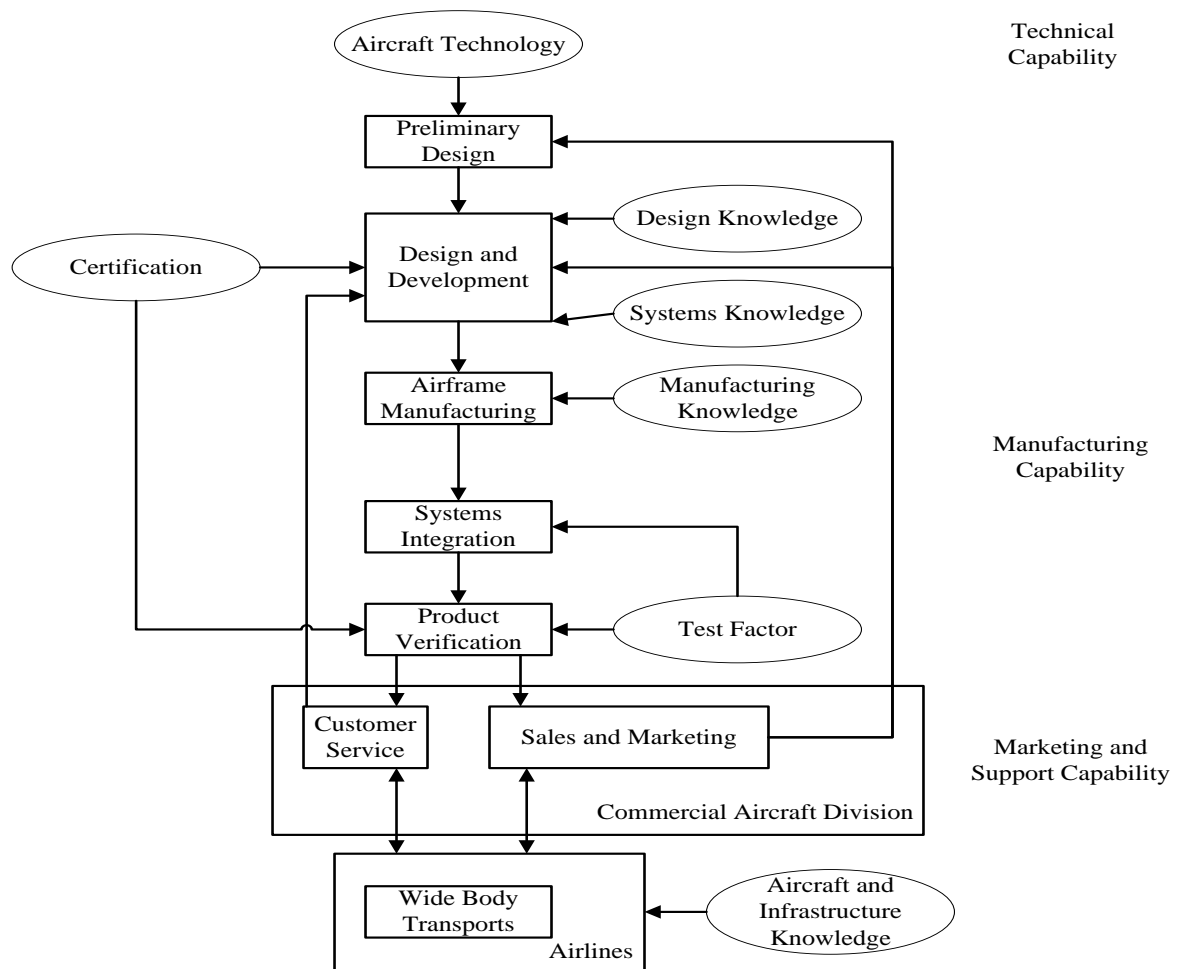 Aircraft Technology
Technical
Capability
Preliminary
Design
Design Knowledge
Certification
Design and
Development
Systems Knowledge
Airframe
Manufacturing
Manufacturing
Knowledge
Manufacturing
Capability
Systems
Integration
Product
Verification
Test Factor
Customer
Service
Sales and Marketing
Marketing and
Support Capability
Commercial Aircraft Division
Wide Body
Transports
Airlines
Aircraft and
Infrastructure
Knowledge